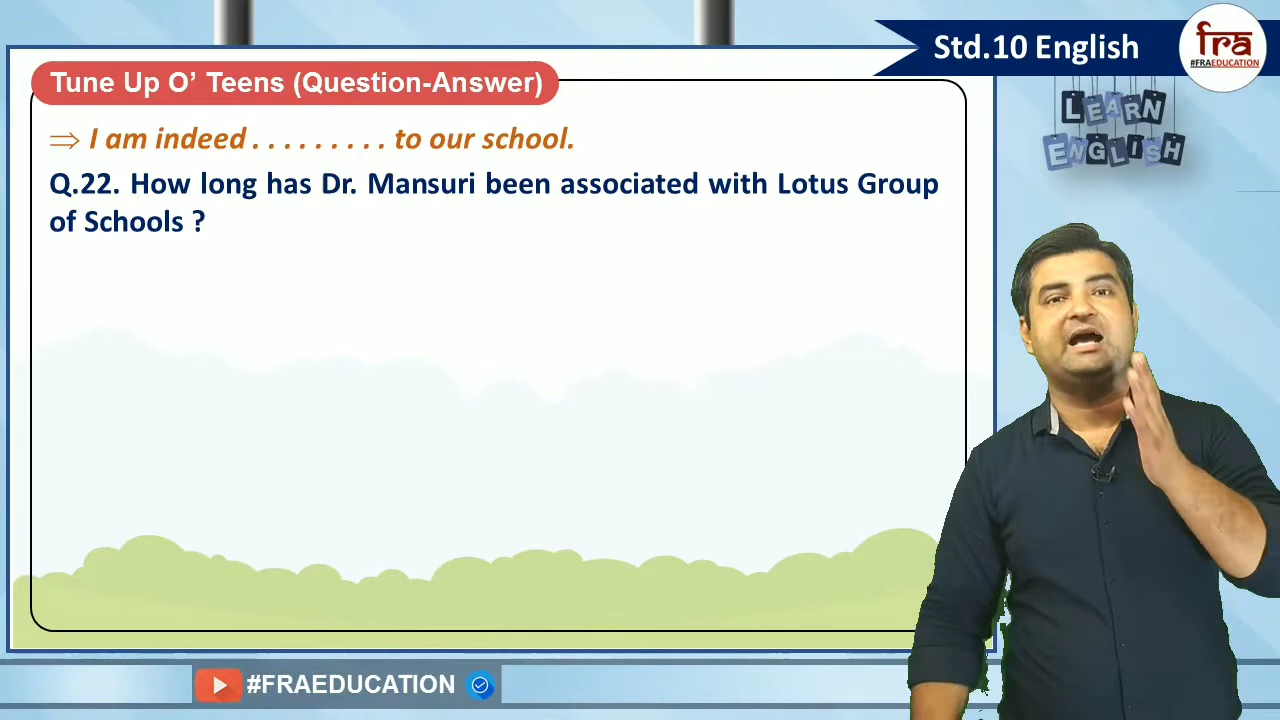 Std.10 English
fra
#FRAEDUCATION
Tune Up O’ Teens (Question-Answer)
LEARN
ENGLISH
⇒ I am indeed . . . . . . . . . to our school.
Q.22. How long has Dr. Mansuri been associated with Lotus Group
of Schools ?
#FRAEDUCATION